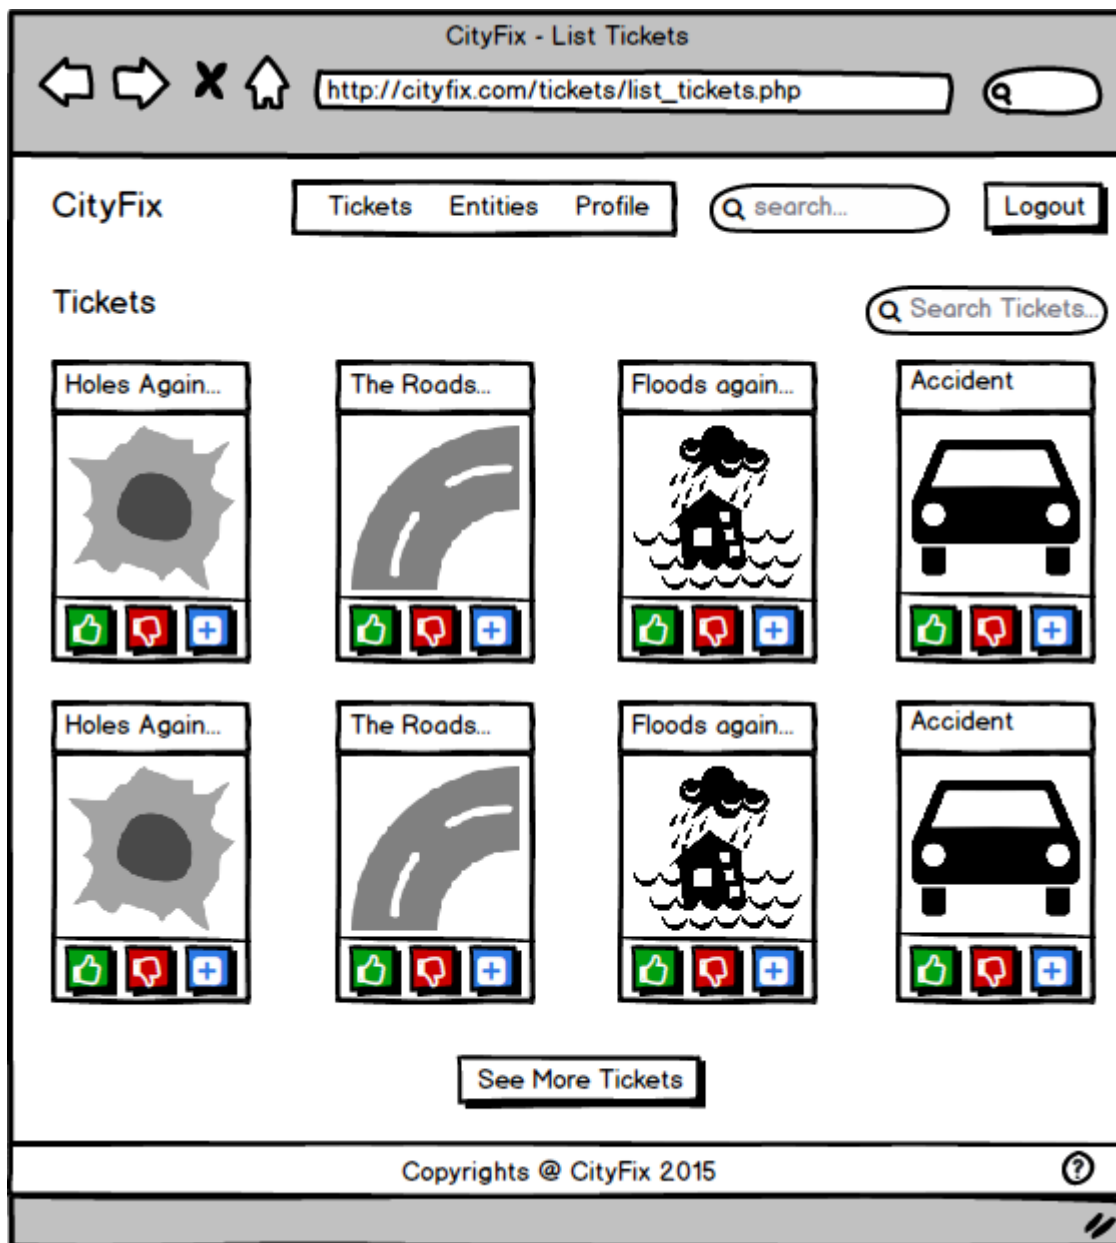 CityFix - List Tickets
http://cityfix.com/tickets/list_tickets.php
CityFix Tickets Entities Profile search... Logout
Tickets Search Tickets...
Holes Again... The Roads... Floods again... Accident
Holes Again... The Roads... Floods again... Accident
See More Tickets
Copyrights @ CityFix 2015 ?